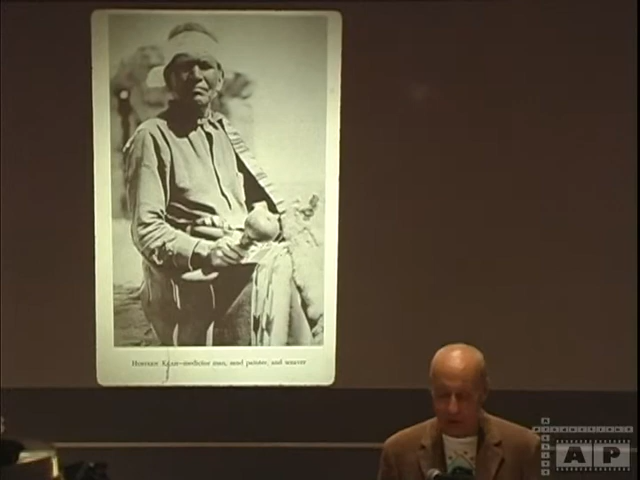 HOSTEEN KLAH—medicine man, sand painter, and weaver
AP